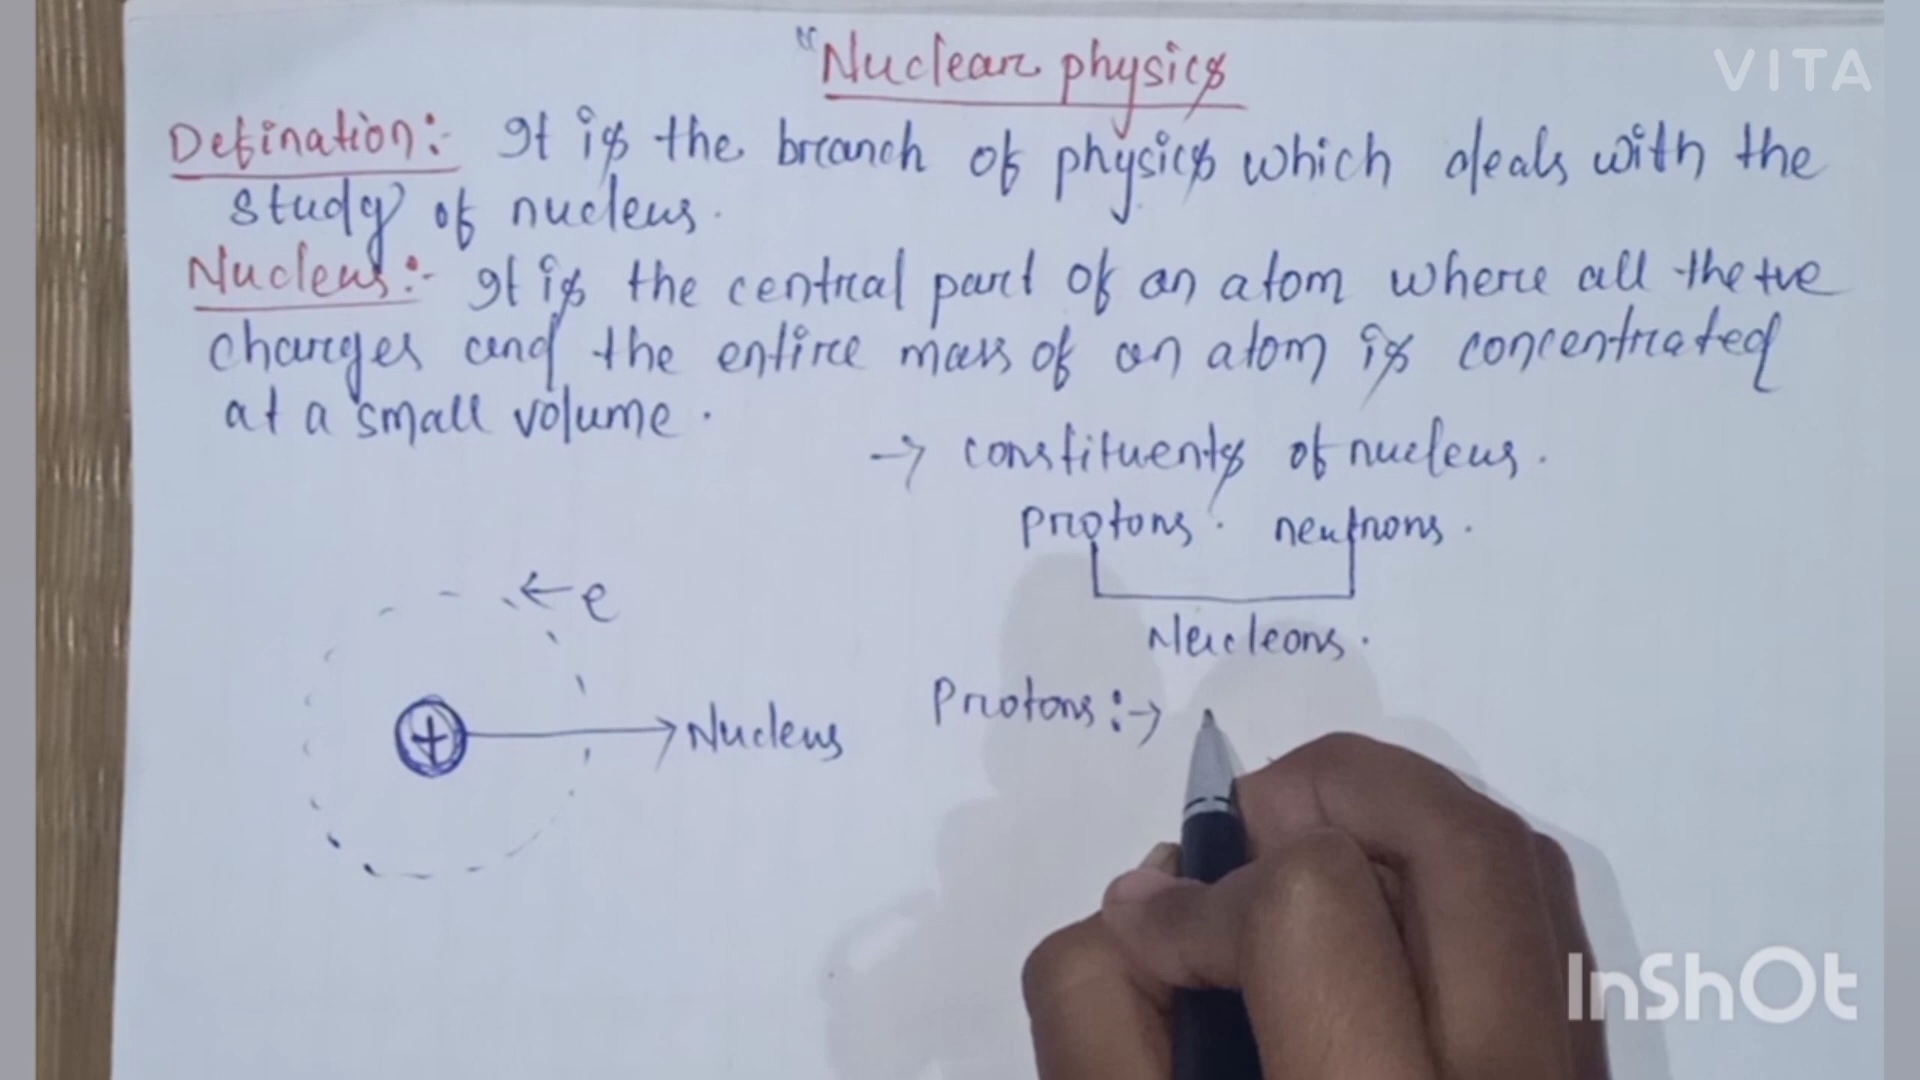 "Nuclear physics
VITA
Defination:- It is the branch of physics which deals with the
study of nucleus.
Nucleus:- It is the central part of an atom where all the +ve
charges and the entire mass of an atom is concentrated
at a small volume.
→ constituents of nucleus.
Protons. neutrons.
Nucleons.
← e
Protons :→
+ → Nucleus
InShOt